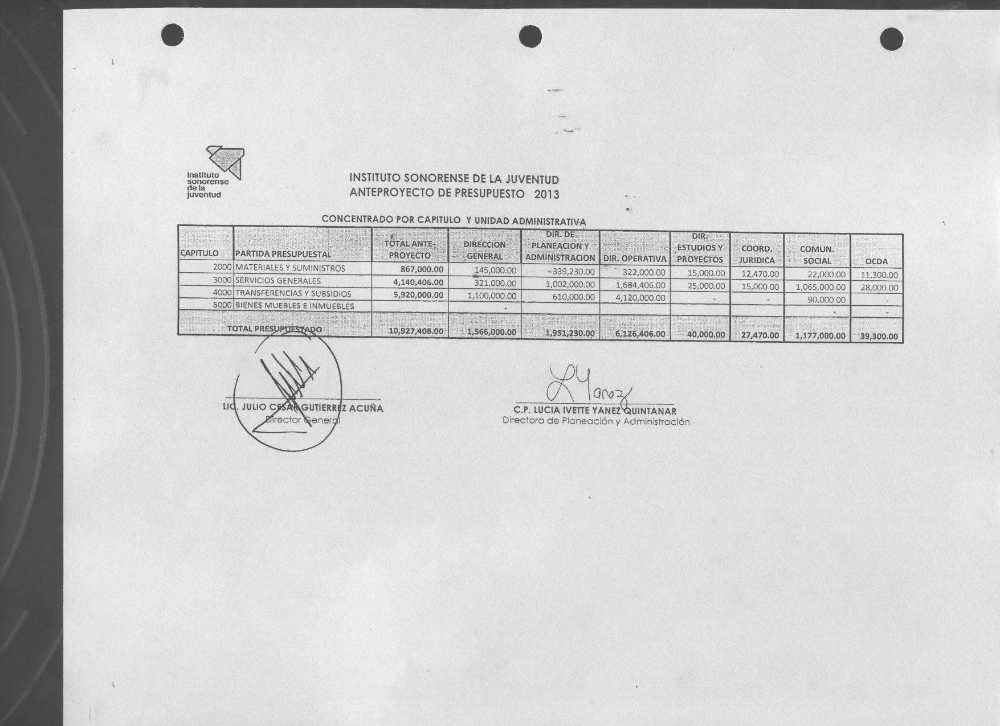 instituto
sonorense
de la
juventud
INSTITUTO SONORENSE DE LA JUVENTUD
ANTEPROYECTO DE PRESUPUESTO 2013
CONCENTRADO POR CAPITULO Y UNIDAD ADMINISTRATIVA
CAPITULO PARTIDA PRESUPUESTAL TOTAL ANTE-PROYECTO DIRECCION GENERAL DIR. DE PLANEACION Y ADMINISTRACION DIR. OPERATIVA DIR. ESTUDIOS Y PROYECTOS COORD. JURIDICA COMUN. SOCIAL OCDA
2000 MATERIALES Y SUMINISTROS 867,000.00 145,000.00 339,230.00 322,000.00 15,000.00 12,470.00 22,000.00 11,300.00
3000 SERVICIOS GENERALES 4,140,406.00 321,000.00 1,002,000.00 1,684,406.00 25,000.00 15,000.00 1,065,000.00 28,000.00
4000 TRANSFERENCIAS Y SUBSIDIOS 5,920,000.00 1,100,000.00 610,000.00 4,120,000.00 - - 90,000.00 -
5000 BIENES MUEBLES E INMUEBLES - - -
TOTAL PRESUPUESTADO 10,927,406.00 1,566,000.00 1,951,230.00 6,126,406.00 40,000.00 27,470.00 1,177,000.00 39,300.00
LYanez
LIC. JULIO CESAR GUTIERREZ ACUÑA
Director General
C.P. LUCIA IVETTE YANEZ QUINTANAR
Directora de Planeación y Administración